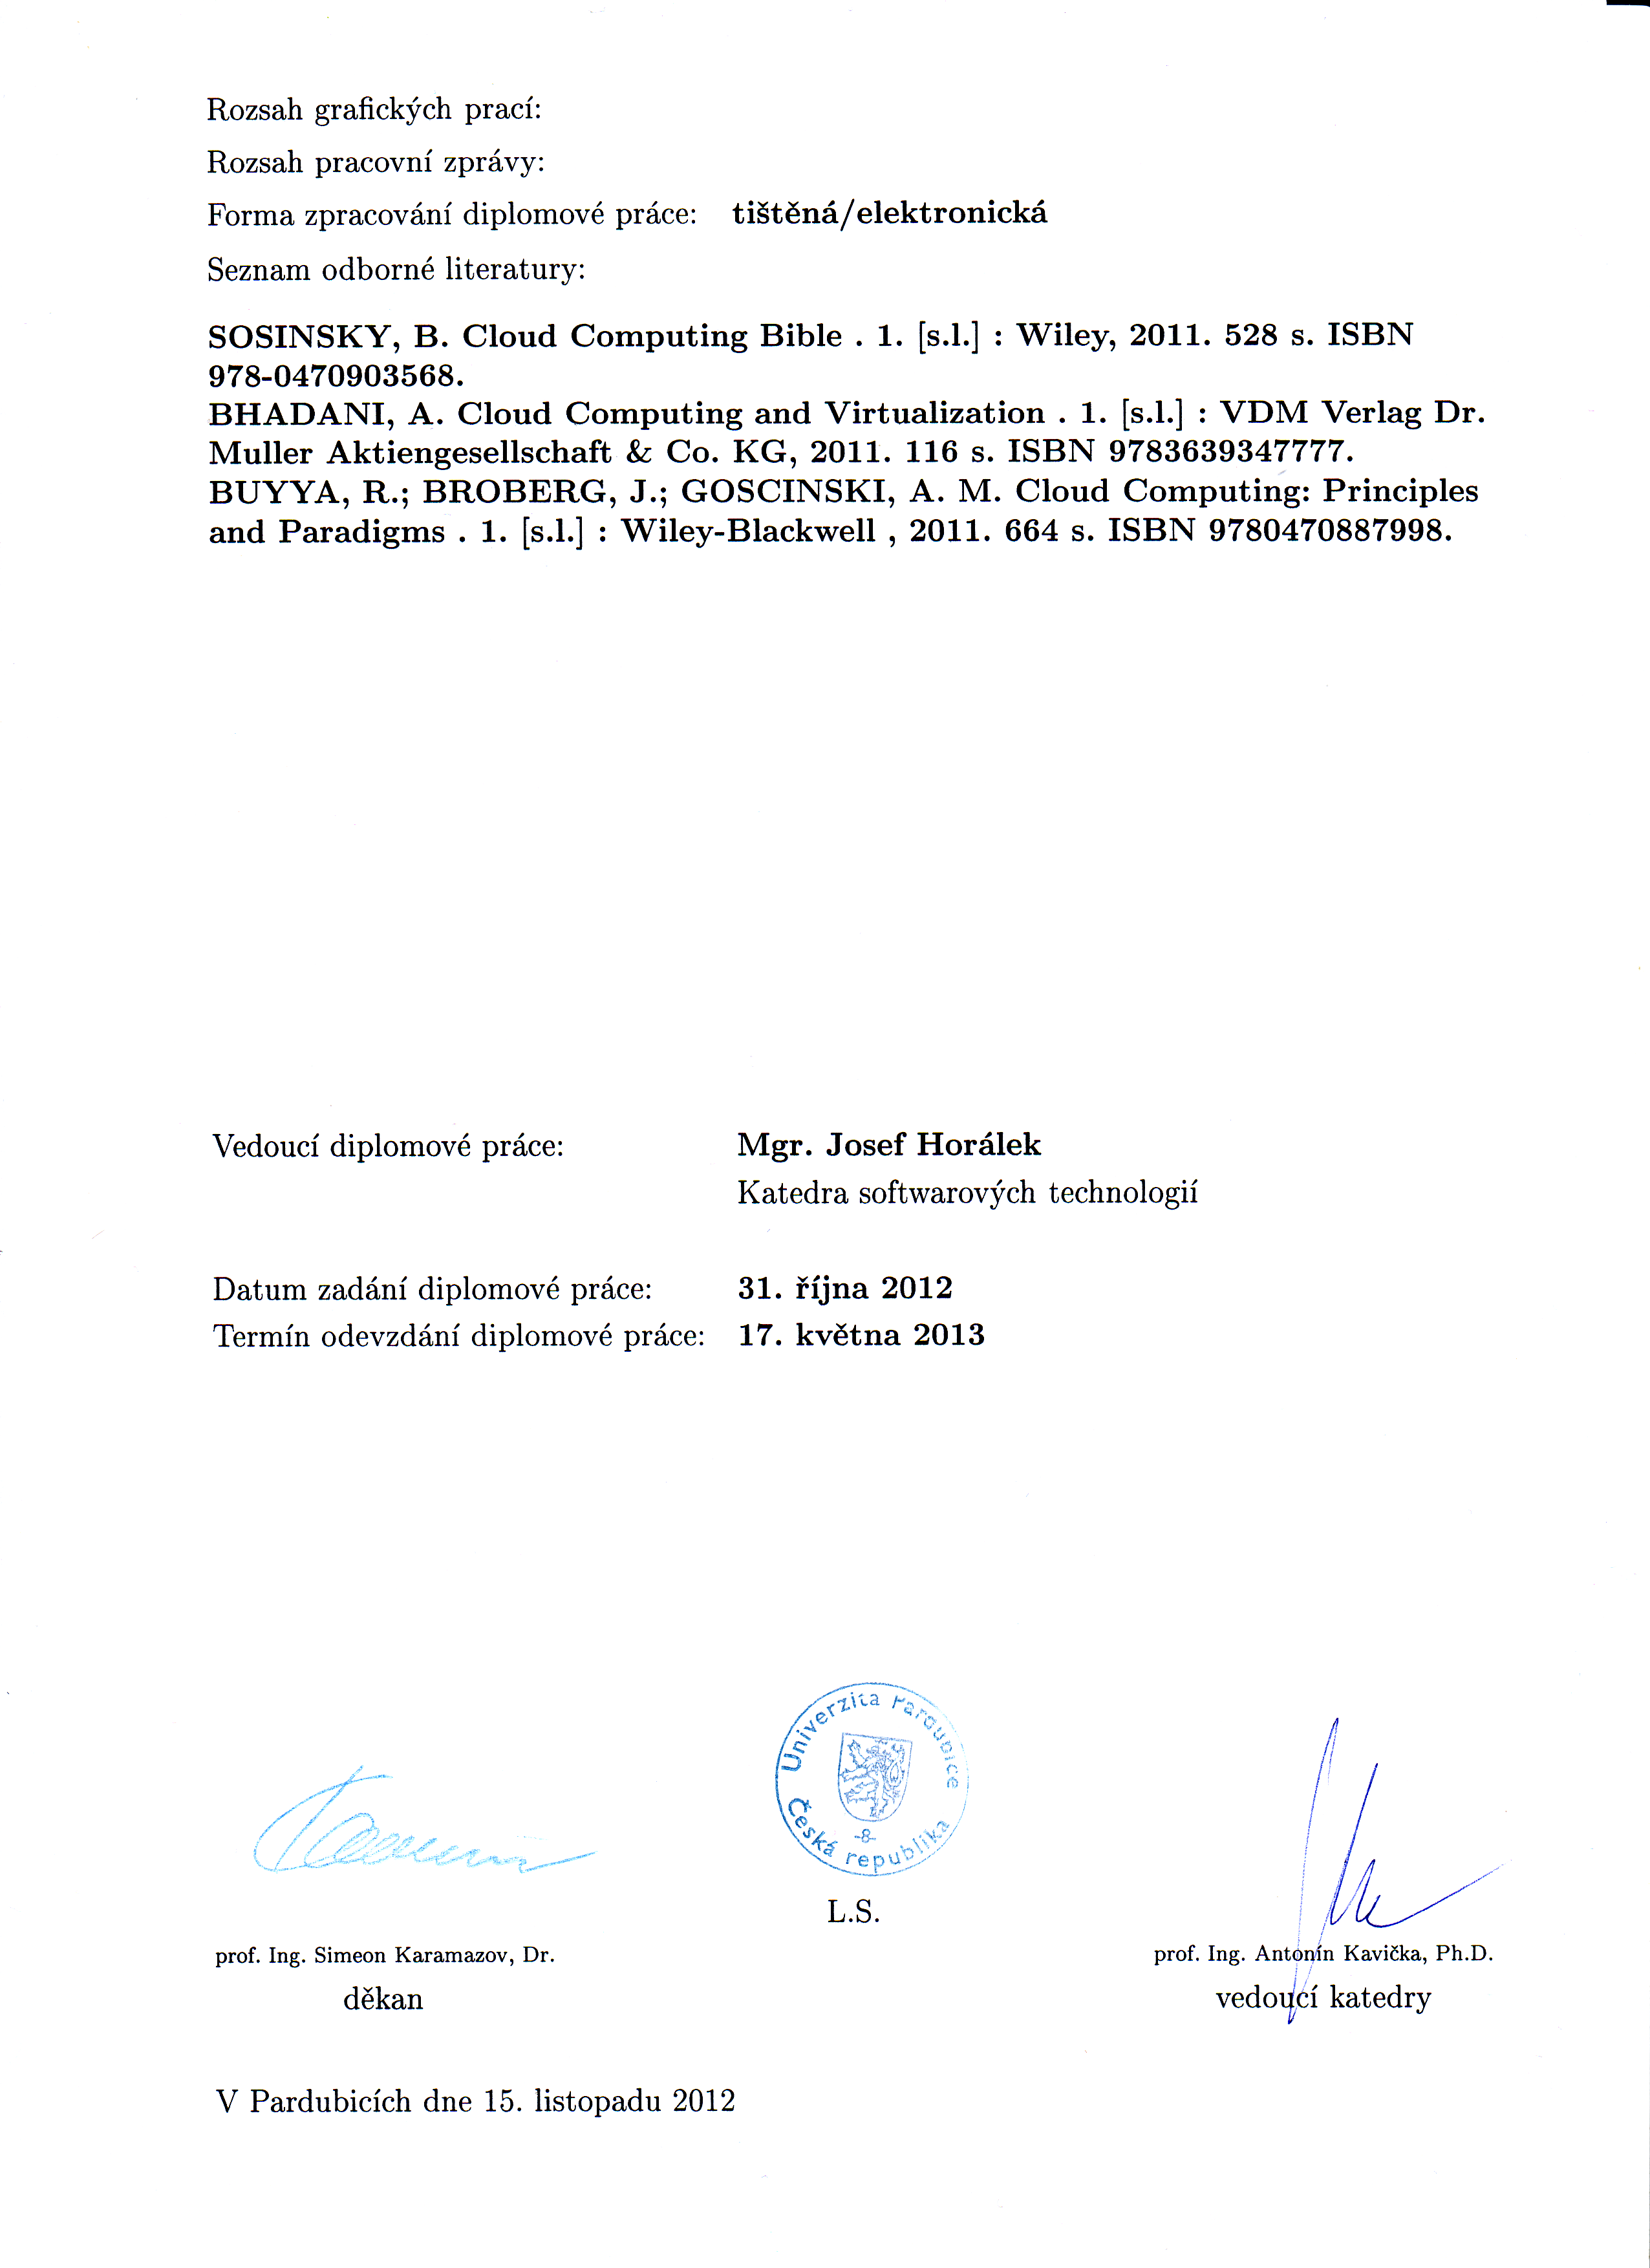 Rozsah grafických prací:
Rozsah pracovní zprávy:
Forma zpracování diplomové práce: tištěná/elektronická
Seznam odborné literatury:
SOSINSKY, B. Cloud Computing Bible . 1. [s.l.] : Wiley, 2011. 528 s. ISBN
978-0470903568.
BHADANI, A. Cloud Computing and Virtualization . 1. [s.l.] : VDM Verlag Dr.
Muller Aktiengesellschaft & Co. KG, 2011. 116 s. ISBN 9783639347777.
BUYYA, R.; BROBERG, J.; GOSCINSKI, A. M. Cloud Computing: Principles
and Paradigms . 1. [s.l.] : Wiley-Blackwell , 2011. 664 s. ISBN 9780470887998.
Vedoucí diplomové práce: Mgr. Josef Horálek
Katedra softwarových technologií
Datum zadání diplomové práce: 31. října 2012
Termín odevzdání diplomové práce: 17. května 2013
Univerzita Pardubice
Česká republika
-8-
L.S.
prof. Ing. Simeon Karamazov, Dr.
děkan
prof. Ing. Antonín Kavička, Ph.D.
vedoucí katedry
V Pardubicích dne 15. listopadu 2012